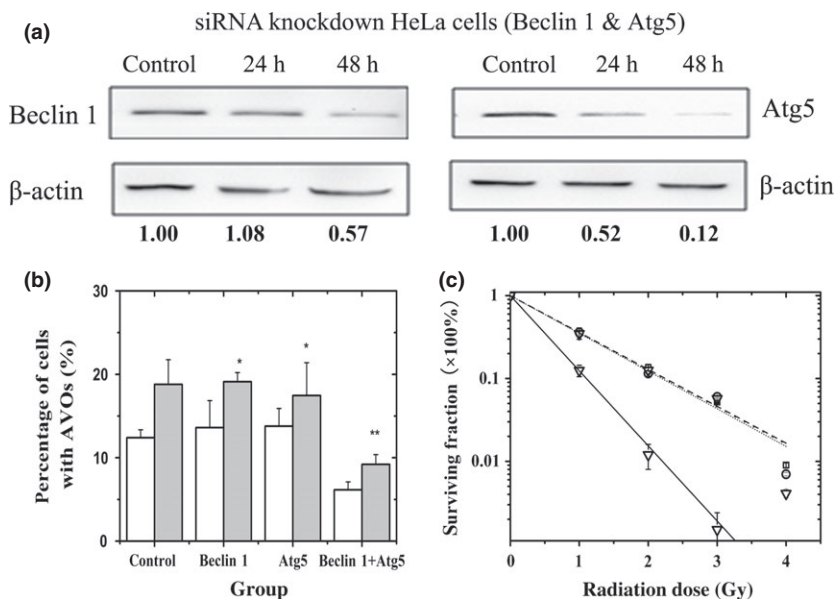 (a)
siRNA knockdown HeLa cells (Beclin 1 & Atg5)
Control 24 h 48 h
Control 24 h 48 h
Beclin 1
Atg5
β-actin
β-actin
1.00 1.08 0.57
1.00 0.52 0.12
(b)
Percentage of cells
with AVOs (%)
30
20
10
0
* * **
Control Beclin 1 Atg5 Beclin 1+Atg5
Group
(c)
Surviving fraction (×100%)
1
0.1
0.01
0 1 2 3 4
Radiation dose (Gy)